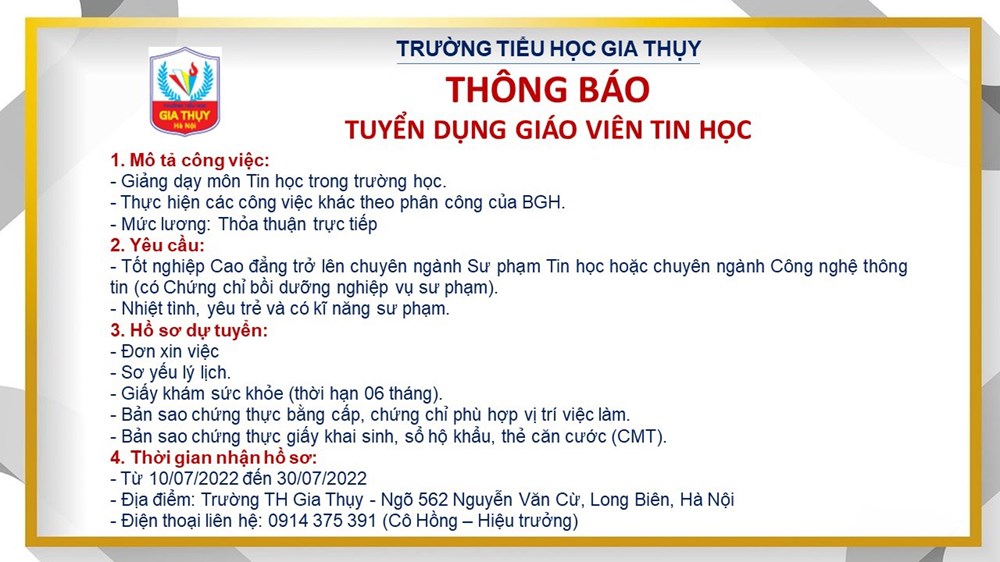 TRƯỜNG TIỂU HỌC GIA THỤY
THÔNG BÁO
TUYỂN DỤNG GIÁO VIÊN TIN HỌC
TRƯỜNG TIỂU HỌC
GIA THỤY
Hà Nội
1. Mô tả công việc:
- Giảng dạy môn Tin học trong trường học.
- Thực hiện các công việc khác theo phân công của BGH.
- Mức lương: Thỏa thuận trực tiếp
2. Yêu cầu:
- Tốt nghiệp Cao đẳng trở lên chuyên ngành Sư phạm Tin học hoặc chuyên ngành Công nghệ thông
tin (có Chứng chỉ bồi dưỡng nghiệp vụ sư phạm).
- Nhiệt tình, yêu trẻ và có kĩ năng sư phạm.
3. Hồ sơ dự tuyển:
- Đơn xin việc
- Sơ yếu lý lịch.
- Giấy khám sức khỏe (thời hạn 06 tháng).
- Bản sao chứng thực bằng cấp, chứng chỉ phù hợp vị trí việc làm.
- Bản sao chứng thực giấy khai sinh, sổ hộ khẩu, thẻ căn cước (CMT).
4. Thời gian nhận hồ sơ:
- Từ 10/07/2022 đến 30/07/2022
- Địa điểm: Trường TH Gia Thụy - Ngõ 562 Nguyễn Văn Cừ, Long Biên, Hà Nội
- Điện thoại liên hệ: 0914 375 391 (Cô Hồng – Hiệu trưởng)